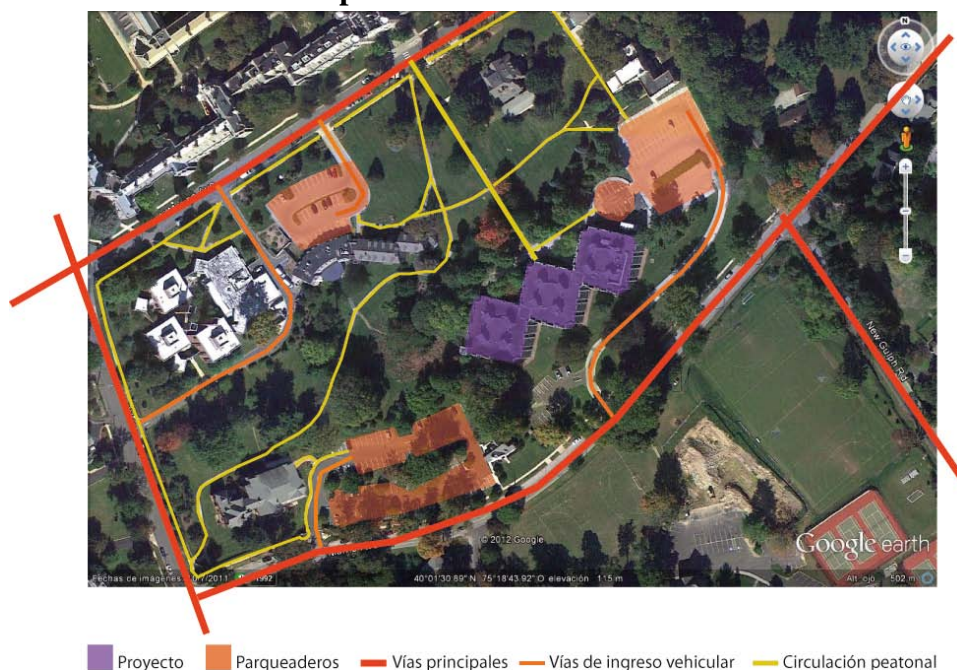 N
New Gulph Rd
© 2012 Google
Google earth
40°01'30.89" N 75°18'43.92" O elevación 115 m
Alt. ojo 502 m
1992
Proyecto
Parqueaderos
Vías principales
Vías de ingreso vehicular
Circulación peatonal